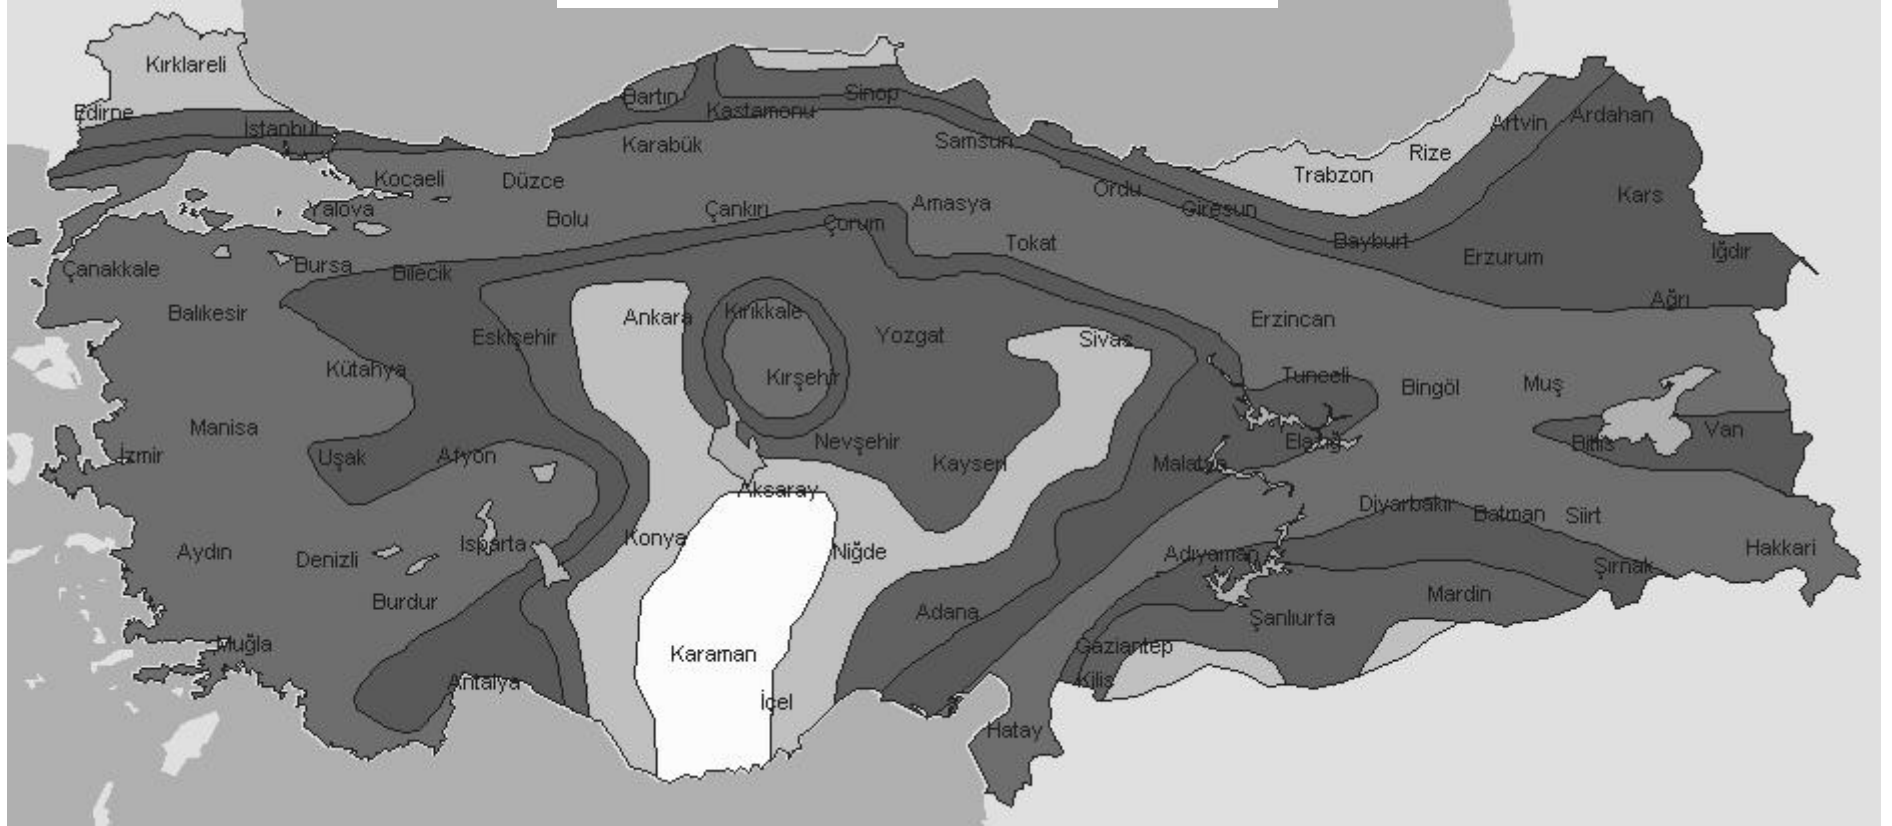 Kırklareli
Edirne
İstanbul
Bartın
Kastamonu
Sinop
Karabük
Samsun
Artvin
Ardahan
Rize
Trabzon
Kocaeli
Düzce
Yalova
Bolu
Çankırı
Amasya
Ordu
Giresun
Kars
Çorum
Tokat
Bayburt
Erzurum
Iğdır
Çanakkale
Bursa
Bilecik
Ağrı
Balıkesir
Ankara
Kırıkkale
Erzincan
Eskişehir
Yozgat
Sivas
Kütahya
Kırşehir
Tunceli
Bingöl
Muş
Manisa
İzmir
Uşak
Afyon
Nevşehir
Kayseri
Malatya
Elazığ
Bitlis
Van
Aksaray
Diyarbakır
Batman
Siirt
Aydın
Denizli
Isparta
Konya
Niğde
Adıyaman
Şırnak
Hakkari
Burdur
Adana
Şanlıurfa
Mardin
Muğla
Karaman
Gaziantep
Antalya
İçel
Kilis
Hatay